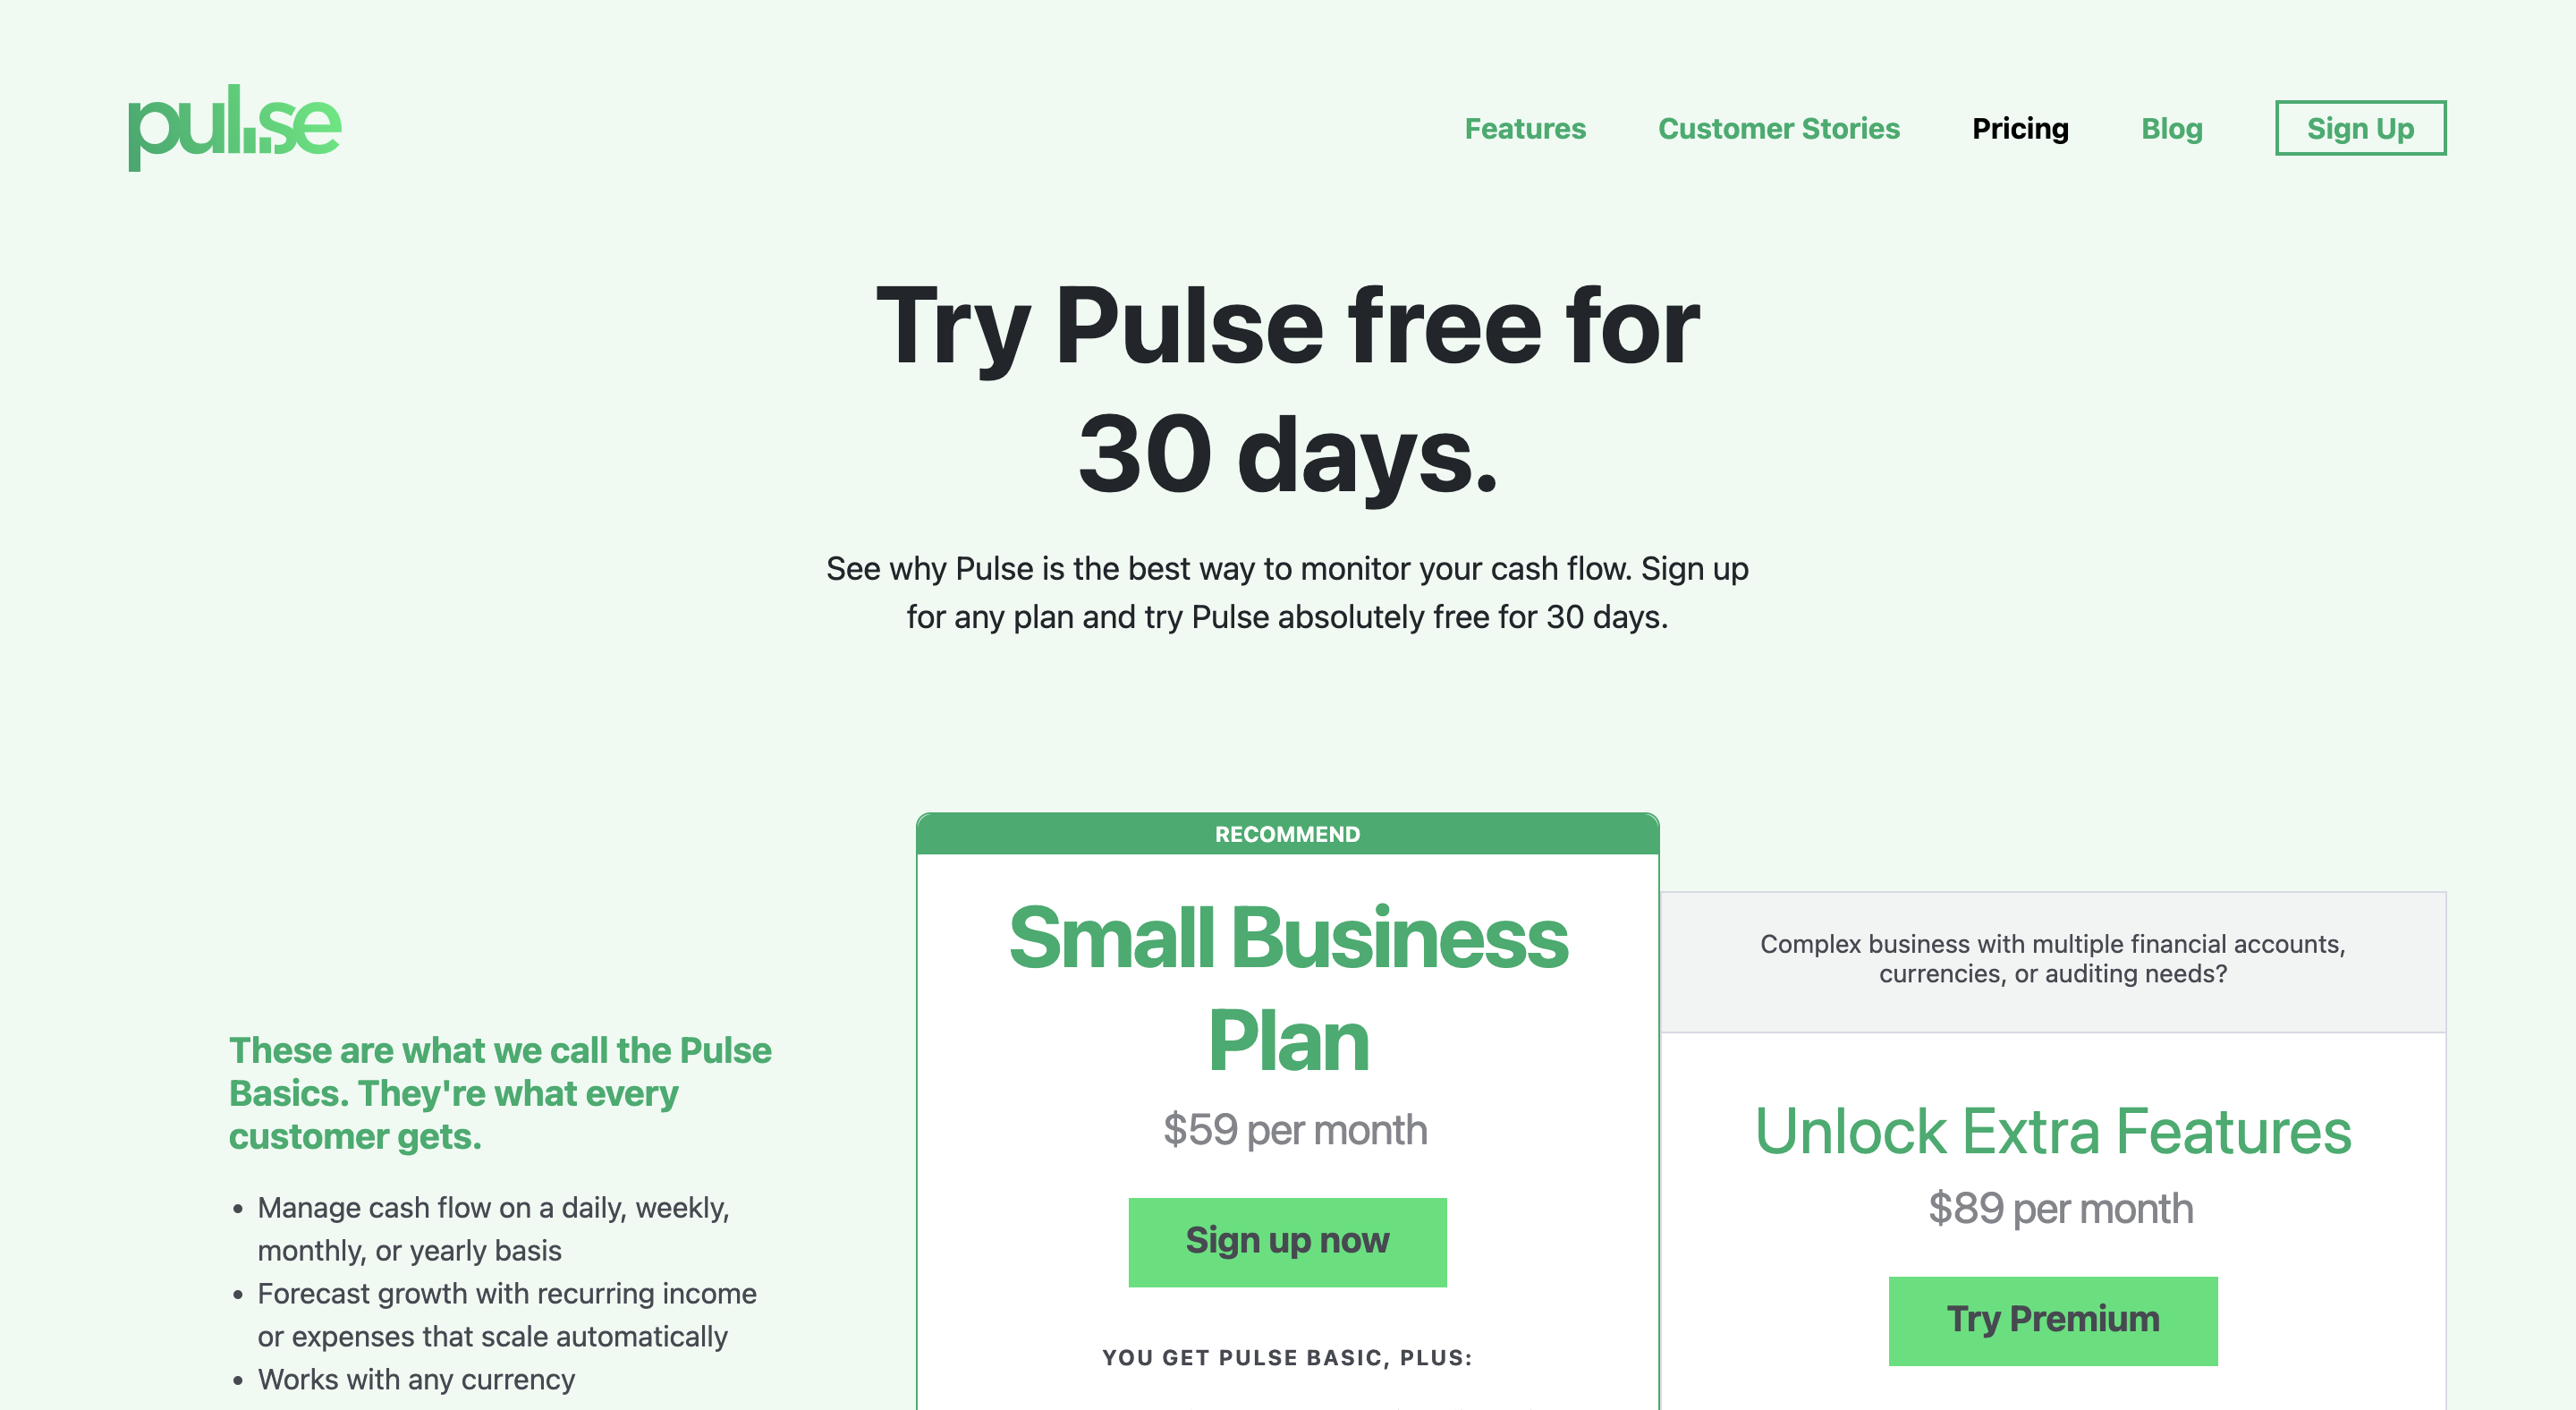 pulse
Features
Customer Stories
Pricing
Blog
Sign Up
Try Pulse free for
30 days.
See why Pulse is the best way to monitor your cash flow. Sign up
for any plan and try Pulse absolutely free for 30 days.
These are what we call the Pulse
Basics. They're what every
customer gets.
• Manage cash flow on a daily, weekly,
monthly, or yearly basis
• Forecast growth with recurring income
or expenses that scale automatically
• Works with any currency
RECOMMEND
Small Business
Plan
$59 per month
Sign up now
YOU GET PULSE BASIC, PLUS:
Complex business with multiple financial accounts,
currencies, or auditing needs?
Unlock Extra Features
$89 per month
Try Premium